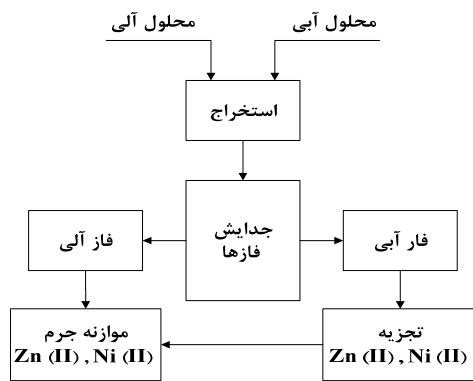 محلول آبی
محلول آلی
استخراج
جدایش
فازها
فار آبی
فاز آلی
تجزیه
Zn (II) , Ni (II)
موازنه جرم
Zn (II) , Ni (II)